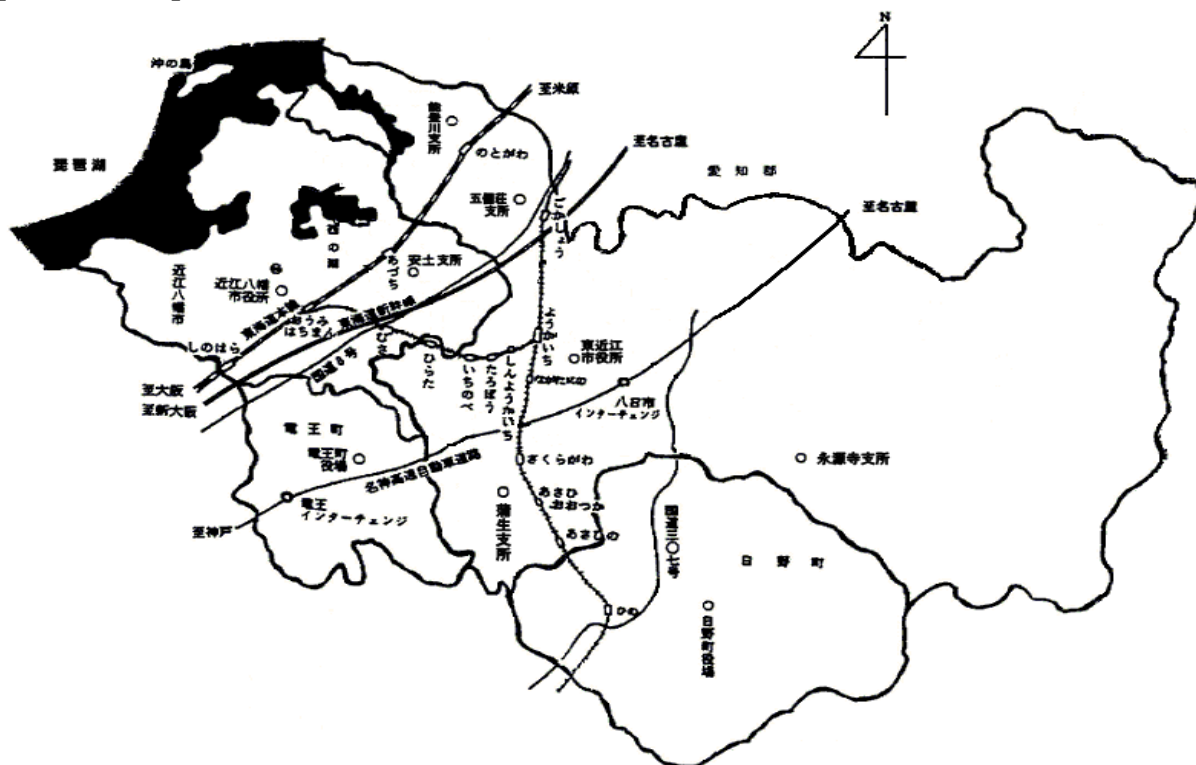 N
沖の島
至米原
能登川支所
のとがわ
至名古屋
琵琶湖
愛知郡
五個荘
支所
至名古屋
ごかしょう
西の湖
安土支所
あづち
近江八幡市
近江八幡
市役所
東海道本線
東海道新幹線
おうみ
はちまん
しのはら
国道8号
むさ
ひらた
いちのべ
たろぼう
しんようかいち
ようかいち
東近江
市役所
ながたにの
至大阪
至新大阪
八日市
インターチェンジ
竜王町
竜王町
役場
名神高速自動車道路
さくらがわ
永源寺支所
竜王
インターチェンジ
至神戸
蒲生支所
あさひ
おおつか
あさひの
国道三〇七号
日野町
ひの
日野町役場